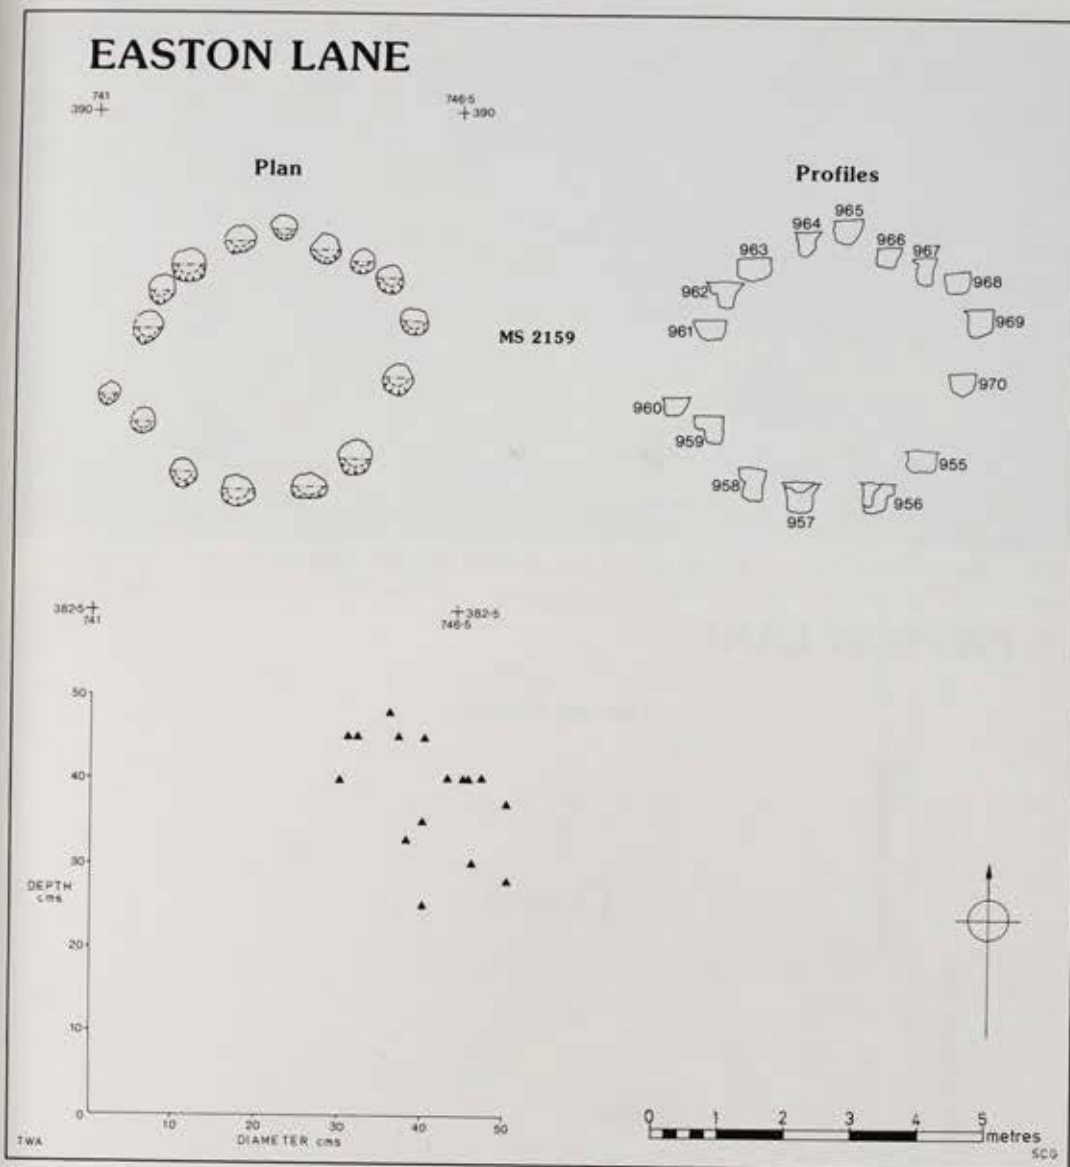 EASTON LANE
741 746·5
390 390
Plan Profiles
965
964
966
963 967
962 968
961 MS 2159 969
970
960
959
955
958 956
957
382·5 382·5
741 746·5
50
40
30
DEPTH
cms
20
10
0
10 20 30 40 50
DIAMETER cms
0 1 2 3 4 5
metres
TWA
SCG